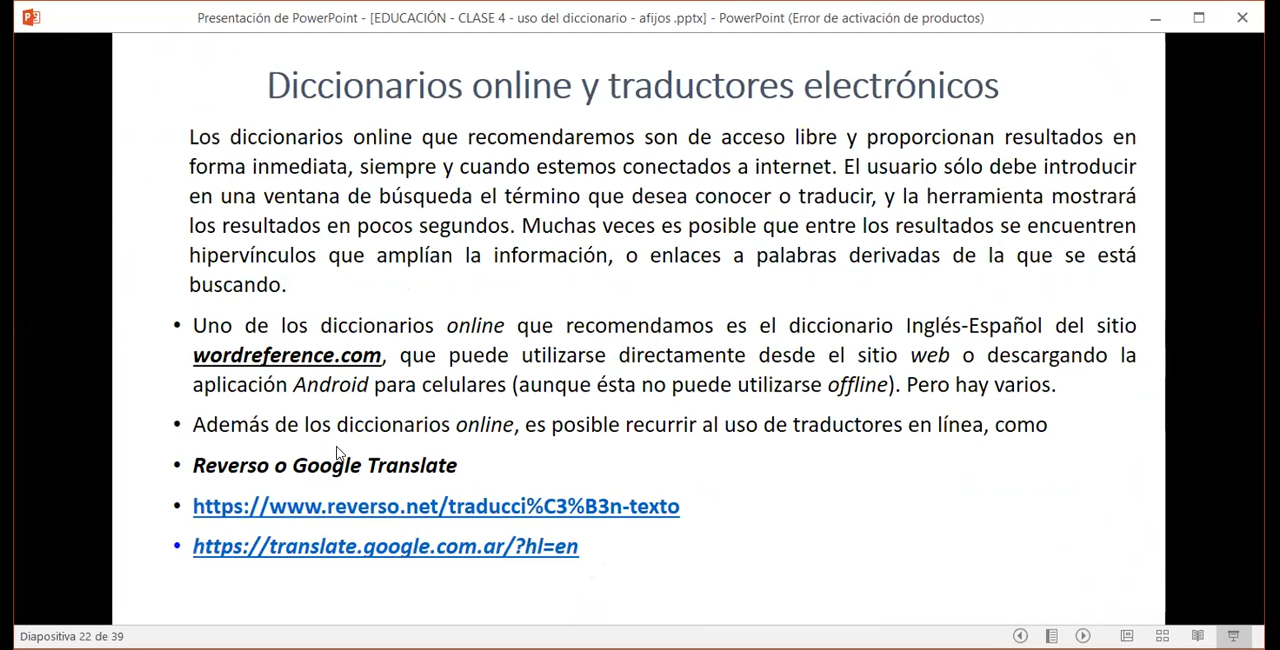 Presentación de PowerPoint - [EDUCACIÓN - CLASE 4 - uso del diccionario - afijos .pptx] - PowerPoint (Error de activación de productos)
Diccionarios online y traductores electrónicos
Los diccionarios online que recomendaremos son de acceso libre y proporcionan resultados en
forma inmediata, siempre y cuando estemos conectados a internet. El usuario sólo debe introducir
en una ventana de búsqueda el término que desea conocer o traducir, y la herramienta mostrará
los resultados en pocos segundos. Muchas veces es posible que entre los resultados se encuentren
hipervínculos que amplían la información, o enlaces a palabras derivadas de la que se está
buscando.
• Uno de los diccionarios online que recomendamos es el diccionario Inglés-Español del sitio
wordreference.com, que puede utilizarse directamente desde el sitio web o descargando la
aplicación Android para celulares (aunque ésta no puede utilizarse offline). Pero hay varios.
• Además de los diccionarios online, es posible recurrir al uso de traductores en línea, como
• Reverso o Google Translate
• https://www.reverso.net/traducci%C3%B3n-texto
• https://translate.google.com.ar/?hl=en
Diapositiva 22 de 39